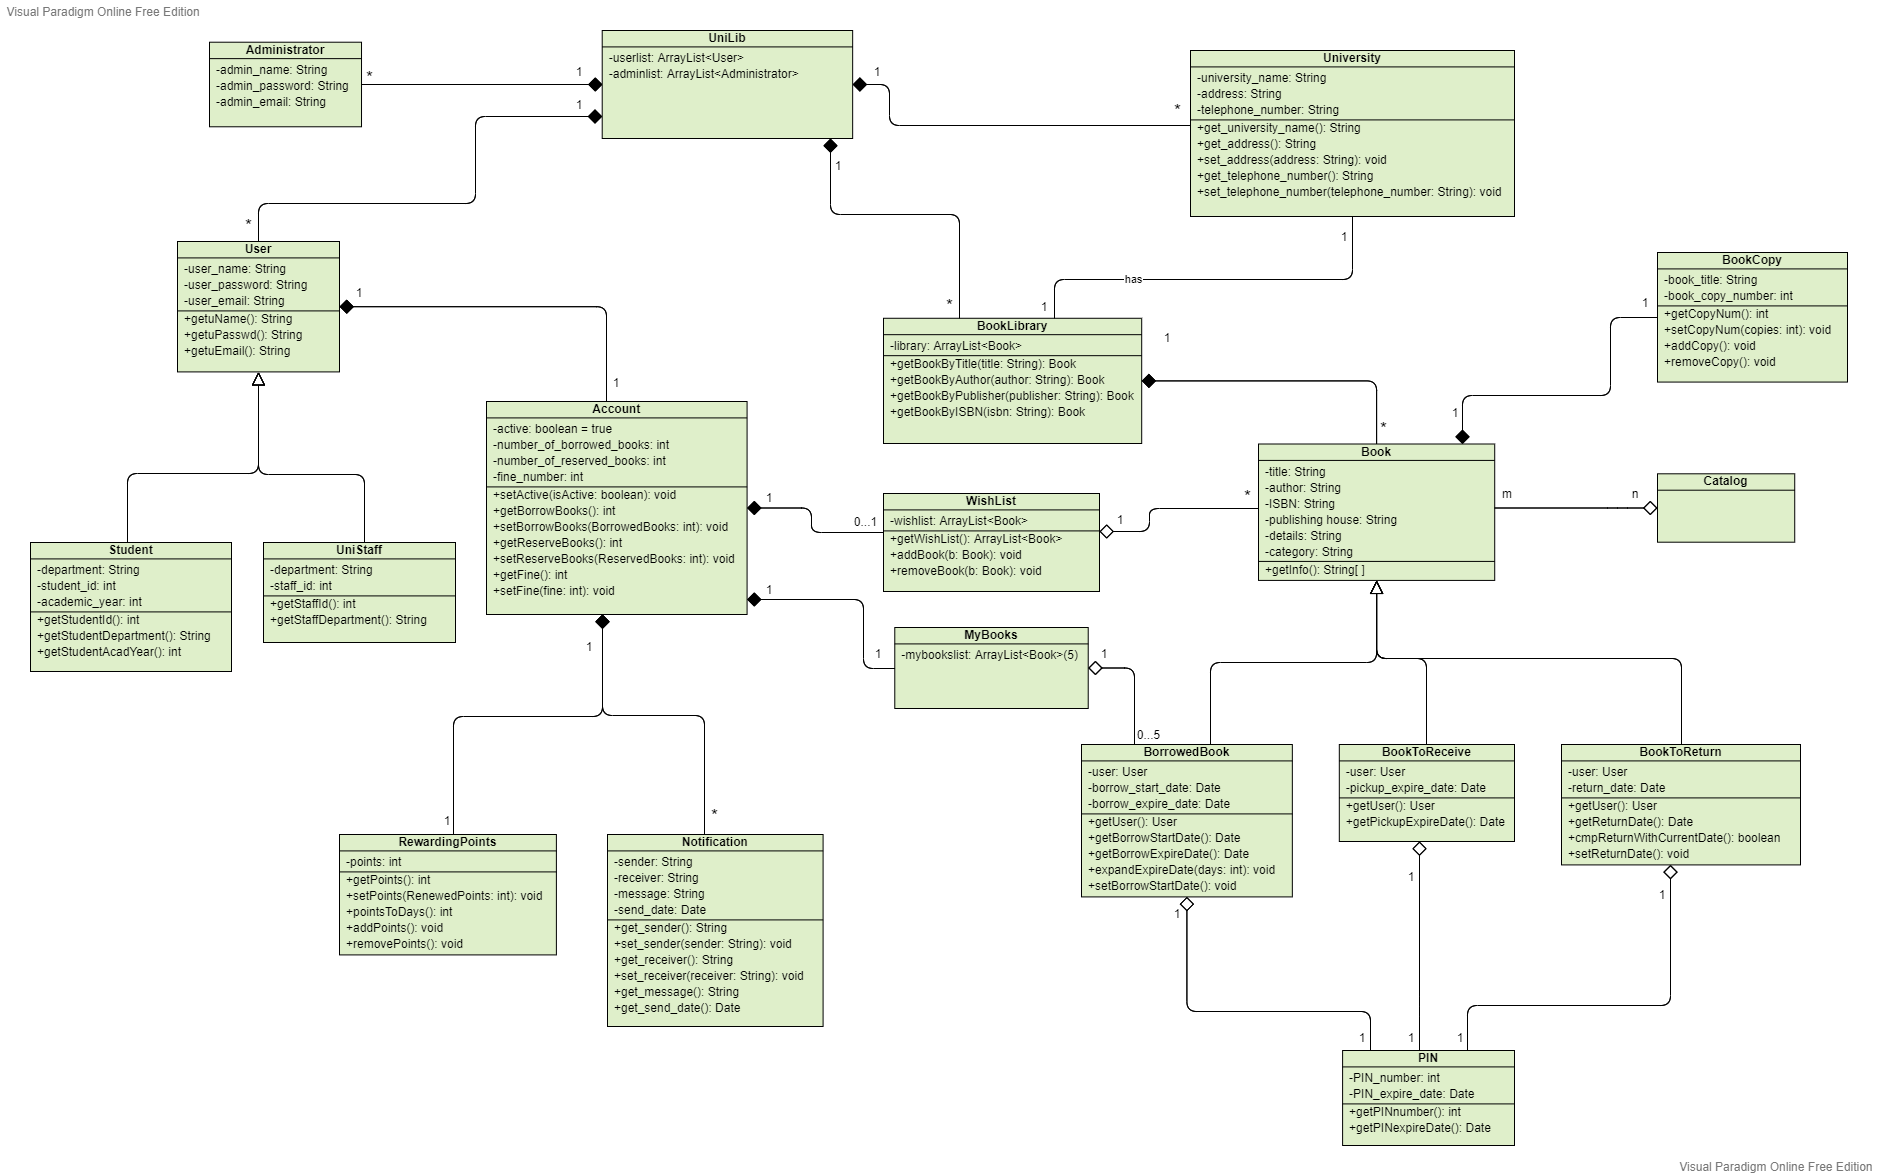 Visual Paradigm Online Free Edition
Administrator
-admin_name: String
-admin_password: String
-admin_email: String
*
1
1
UniLib
-userlist: ArrayList<User>
-adminlist: ArrayList<Administrator>
1
*
1
University
-university_name: String
-address: String
-telephone_number: String
+get_university_name(): String
+get_address(): String
+set_address(address: String): void
+get_telephone_number(): String
+set_telephone_number(telephone_number: String): void
1
has
1
*
*
User
-user_name: String
-user_password: String
-user_email: String
+getuName(): String
+getuPasswd(): String
+getuEmail(): String
1
1
BookLibrary
-library: ArrayList<Book>
+getBookByTitle(title: String): Book
+getBookByAuthor(author: String): Book
+getBookByPublisher(publisher: String): Book
+getBookByISBN(isbn: String): Book
1
*
BookCopy
-book_title: String
-book_copy_number: int
+getCopyNum(): int
+setCopyNum(copies: int): void
+addCopy(): void
+removeCopy(): void
1
1
Account
-active: boolean = true
-number_of_borrowed_books: int
-number_of_reserved_books: int
-fine_number: int
+setActive(isActive: boolean): void
+getBorrowBooks(): int
+setBorrowBooks(BorrowedBooks: int): void
+getReserveBooks(): int
+setReserveBooks(ReservedBooks: int): void
+getFine(): int
+setFine(fine: int): void
1
0...1
1
1
1
WishList
-wishlist: ArrayList<Book>
+getWishList(): ArrayList<Book>
+addBook(b: Book): void
+removeBook(b: Book): void
1
*
Book
-title: String
-author: String
-ISBN: String
-publishing house: String
-details: String
-category: String
+getInfo(): String[ ]
m
n
Catalog
Student
-department: String
-student_id: int
-academic_year: int
+getStudentId(): int
+getStudentDepartment(): String
+getStudentAcadYear(): int
UniStaff
-department: String
-staff_id: int
+getStaffId(): int
+getStaffDepartment(): String
MyBooks
-mybookslist: ArrayList<Book>(5)
1
0...5
BorrowedBook
-user: User
-borrow_start_date: Date
-borrow_expire_date: Date
+getUser(): User
+getBorrowStartDate(): Date
+getBorrowExpireDate(): Date
+expandExpireDate(days: int): void
+setBorrowStartDate(): void
1
BookToReceive
-user: User
-pickup_expire_date: Date
+getUser(): User
+getPickupExpireDate(): Date
1
BookToReturn
-user: User
-return_date: Date
+getUser(): User
+getReturnDate(): Date
+cmpReturnWithCurrentDate(): boolean
+setReturnDate(): void
1
1
RewardingPoints
-points: int
+getPoints(): int
+setPoints(RenewedPoints: int): void
+pointsToDays(): int
+addPoints(): void
+removePoints(): void
*
Notification
-sender: String
-receiver: String
-message: String
-send_date: Date
+get_sender(): String
+set_sender(sender: String): void
+get_receiver(): String
+set_receiver(receiver: String): void
+get_message(): String
+get_send_date(): Date
1
1
1
PIN
-PIN_number: int
-PIN_expire_date: Date
+getPINnumber(): int
+getPINexpireDate(): Date
Visual Paradigm Online Free Edition